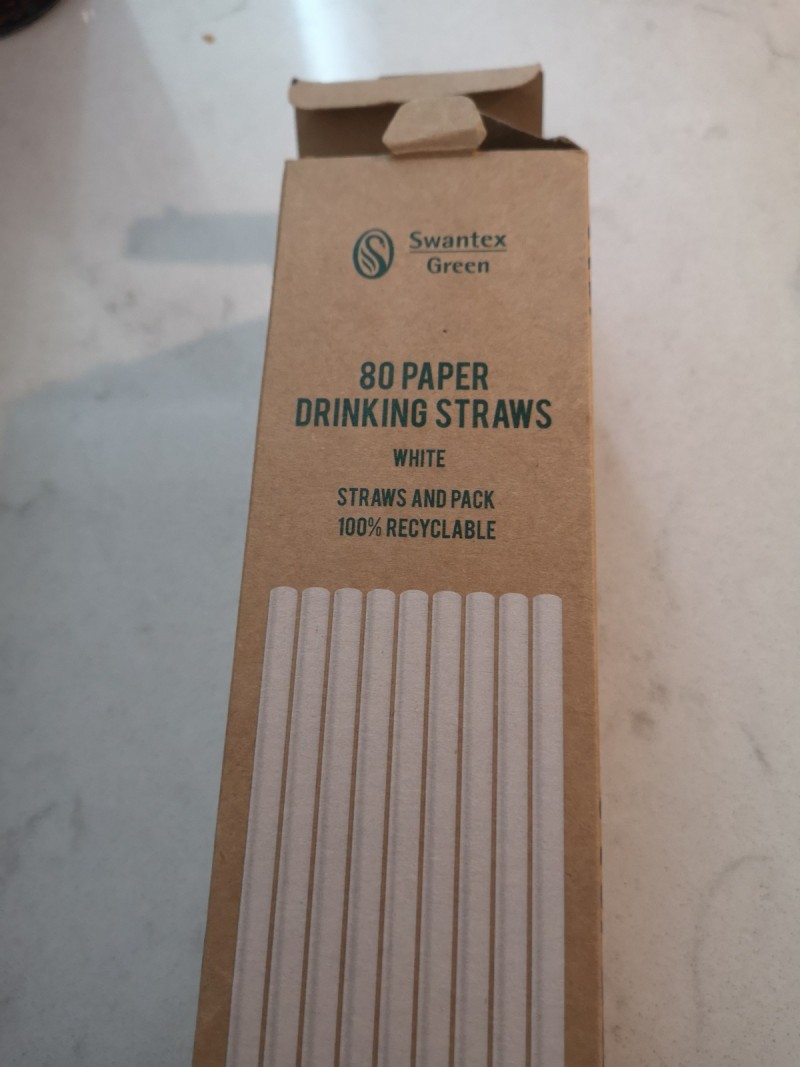 Swantex
Green
80 PAPER
DRINKING STRAWS
WHITE
STRAWS AND PACK
100% RECYCLABLE